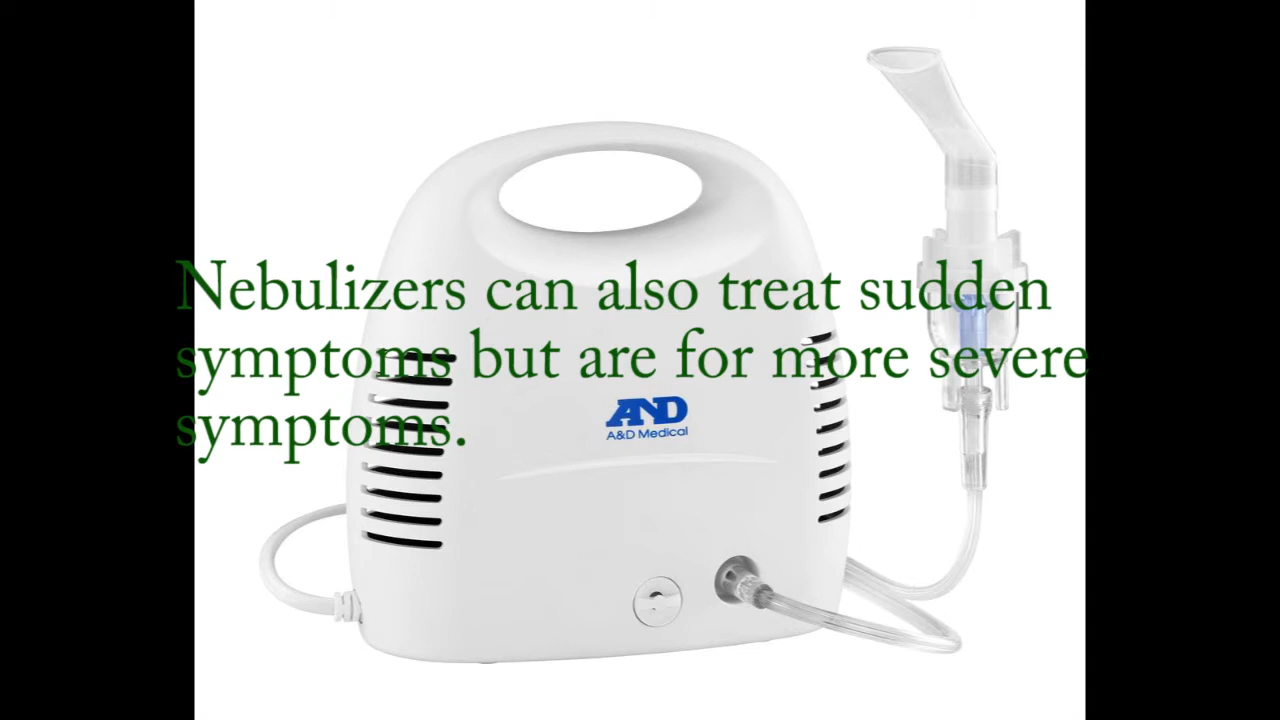 Nebulizers can also treat sudden
symptoms but are for more severe
symptoms.
AND
A&D Medical